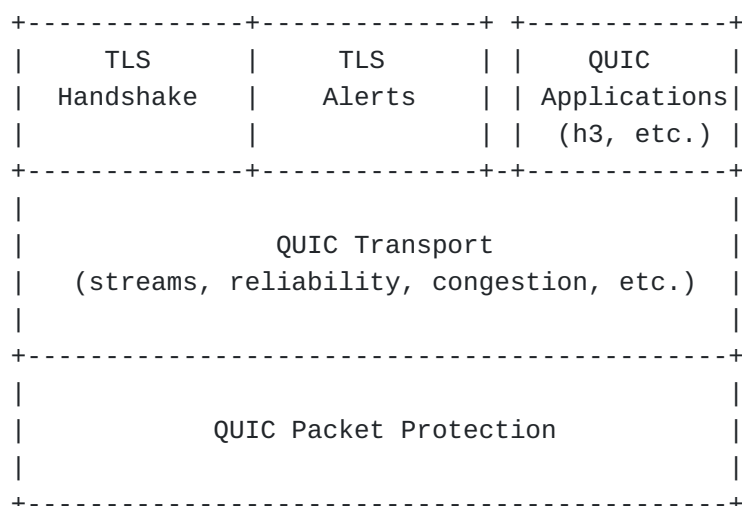 TLS TLS QUIC
Handshake Alerts Applications
(h3, etc.)
QUIC Transport
(streams, reliability, congestion, etc.)
QUIC Packet Protection